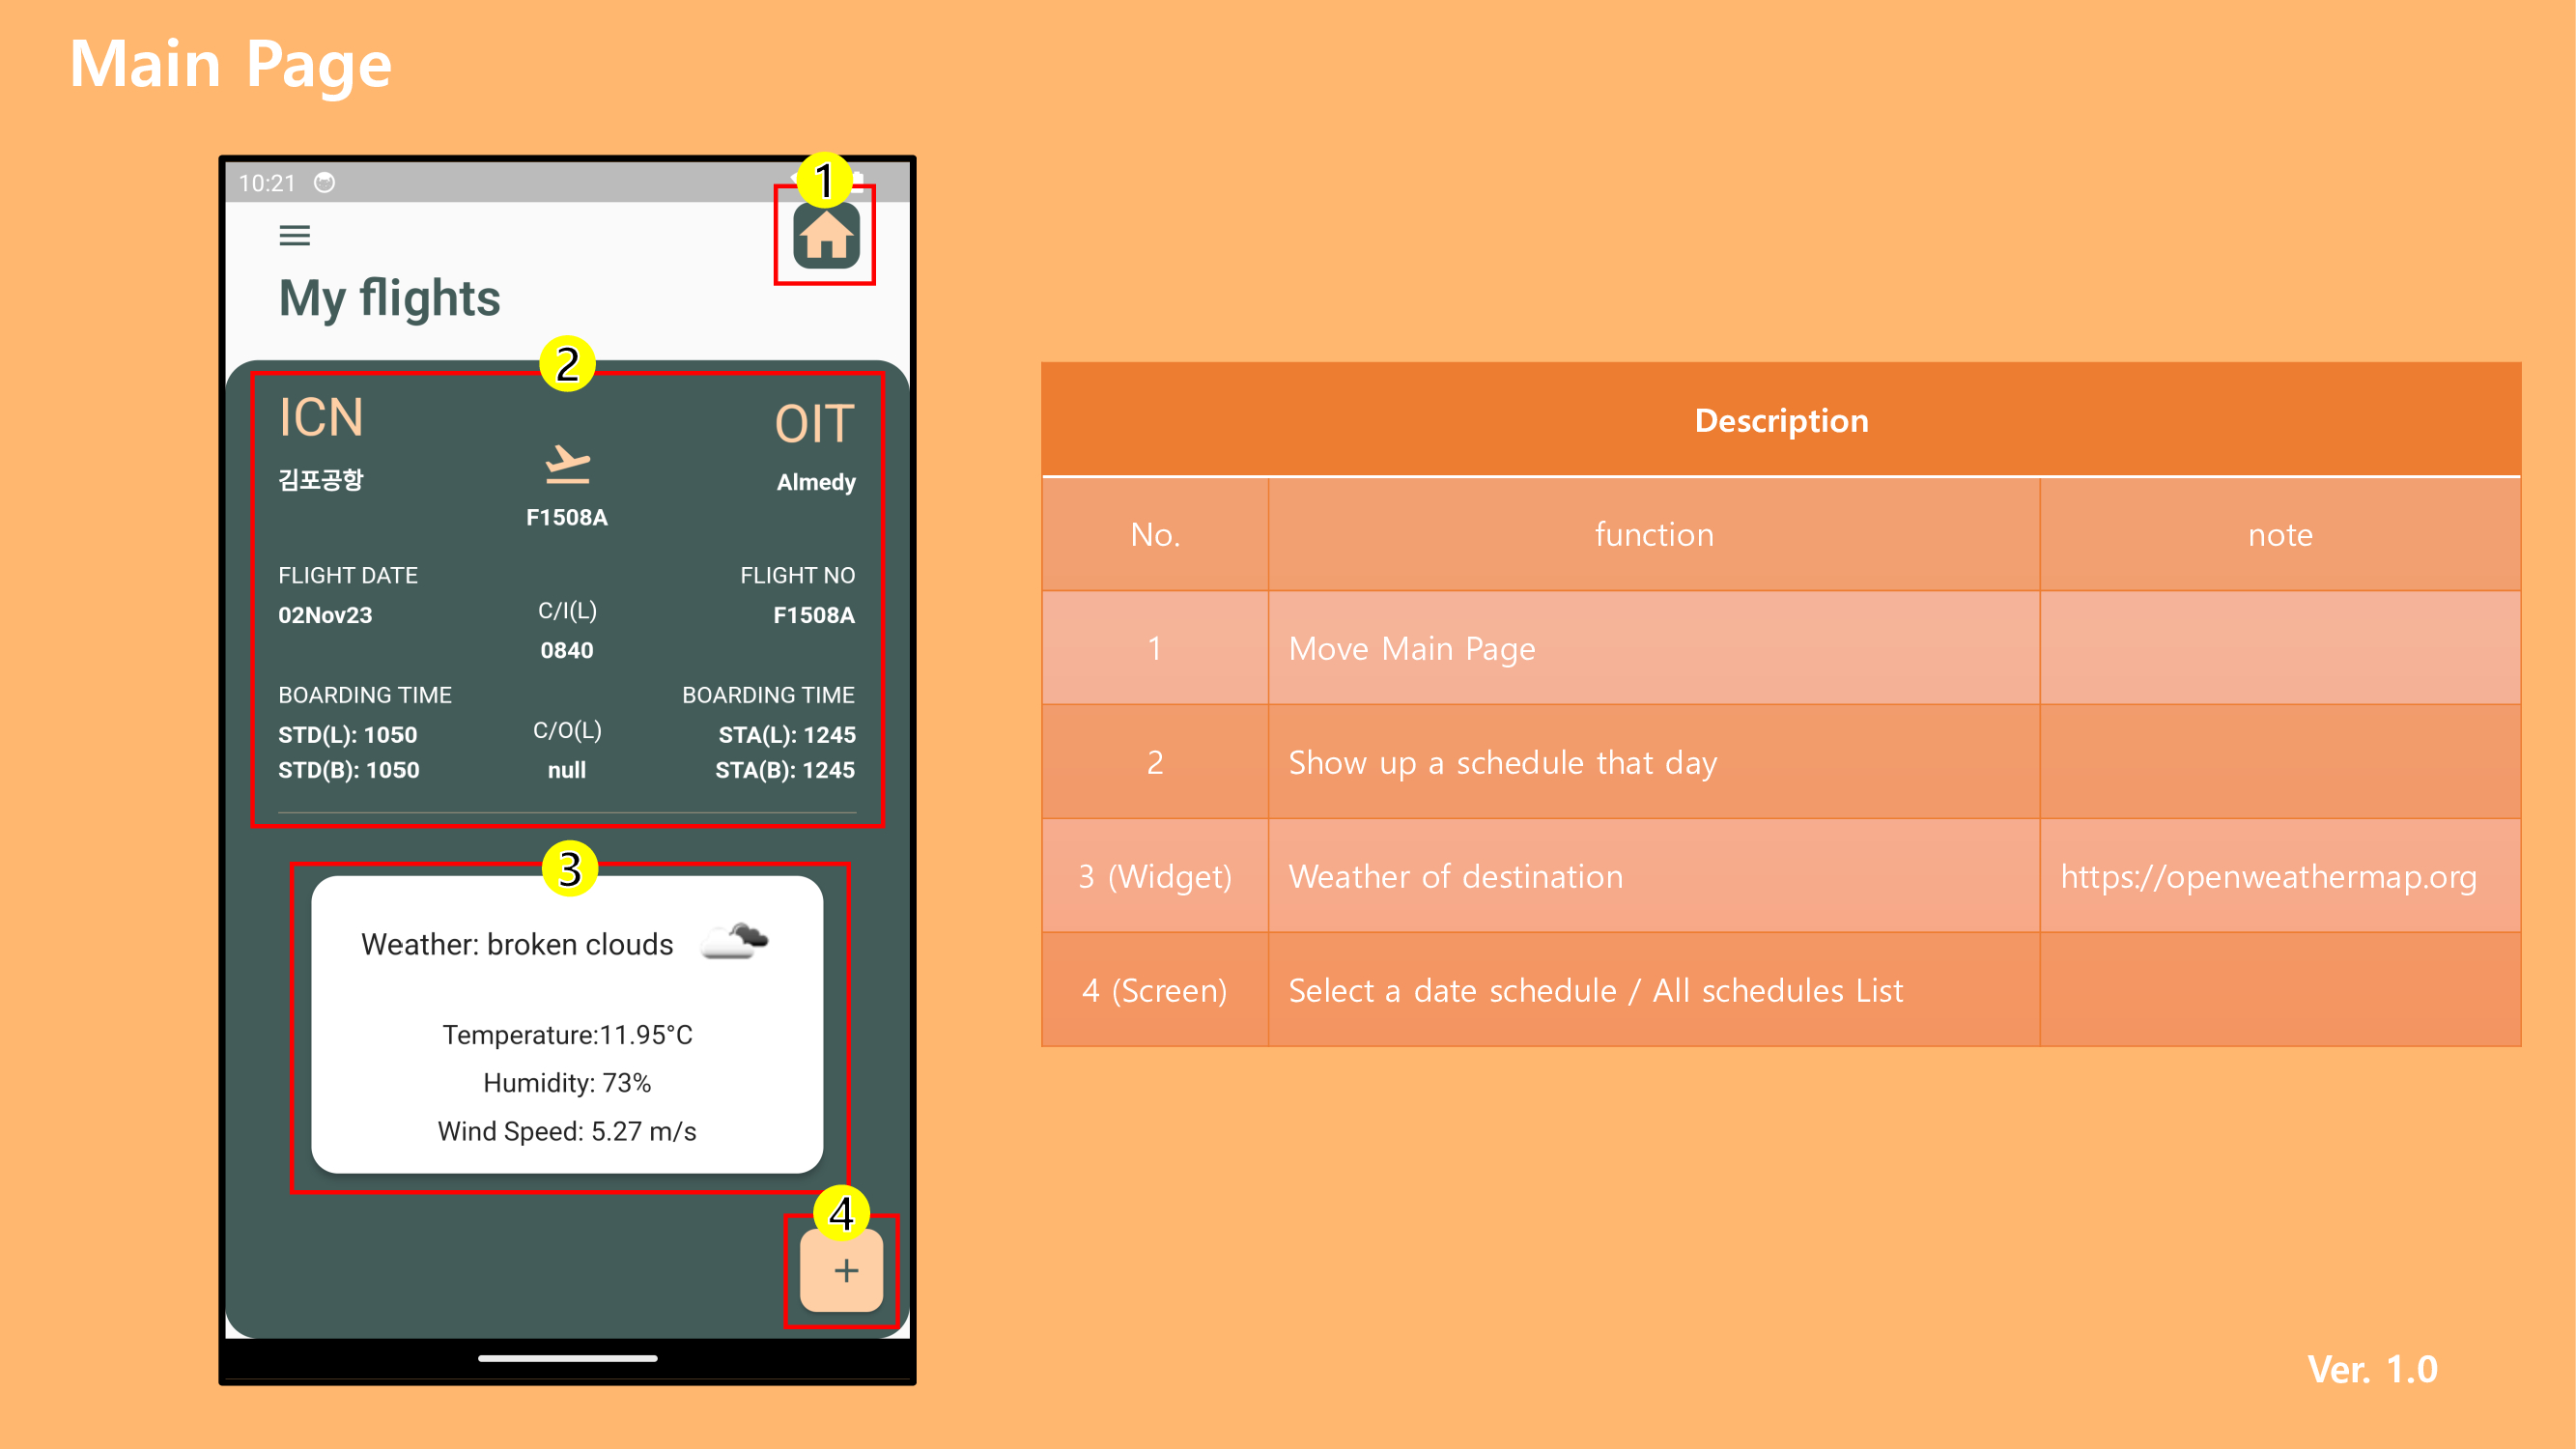 Main Page
10:21
1
My flights
2
ICN
OIT
김포공항
Almedy
F1508A
FLIGHT DATE
FLIGHT NO
02Nov23
C/I(L)
F1508A
0840
BOARDING TIME
BOARDING TIME
STD(L): 1050
C/O(L)
STA(L): 1245
STD(B): 1050
null
STA(B): 1245
3
Weather: broken clouds
Temperature:11.95°C
Humidity: 73%
Wind Speed: 5.27 m/s
4
+
Description
No. function note
1 Move Main Page
2 Show up a schedule that day
3 (Widget) Weather of destination https://openweathermap.org
4 (Screen) Select a date schedule / All schedules List
Ver. 1.0